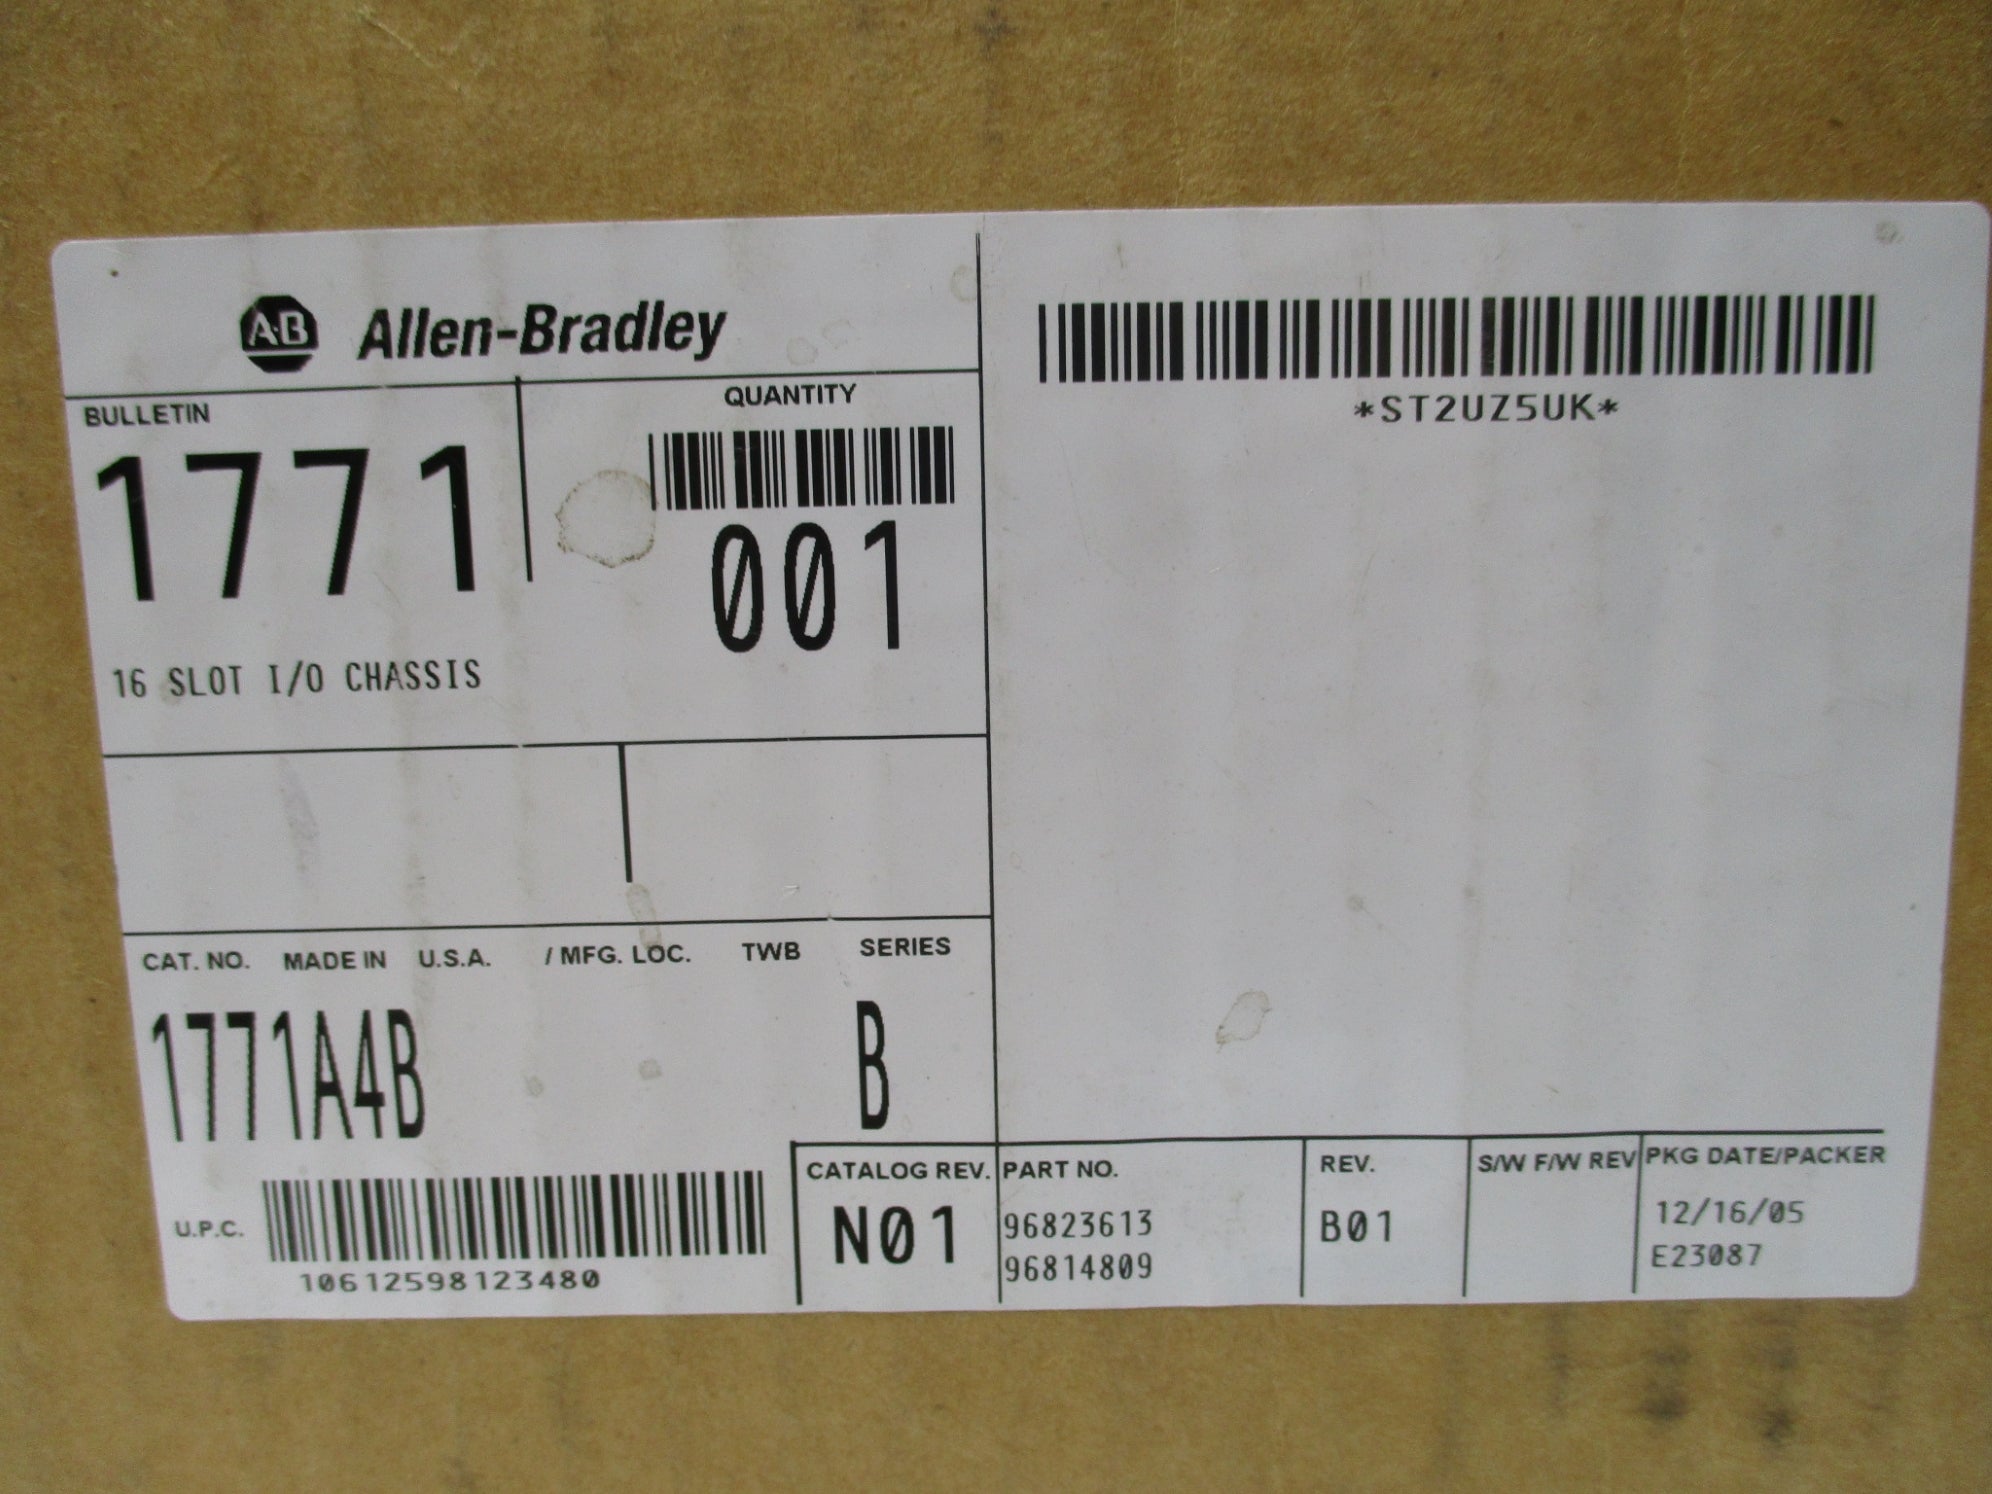 A-B Allen-Bradley
BULLETIN
1771
16 SLOT I/O CHASSIS
QUANTITY
001
*ST2UZ5UK*
CAT. NO. MADE IN U.S.A. / MFG. LOC. TWB SERIES
1771A4B B
U.P.C.
10612598123480
CATALOG REV.
N01
PART NO.
96823613
96814809
REV.
B01
S/W F/W REV
PKG DATE/PACKER
12/16/05
E23087